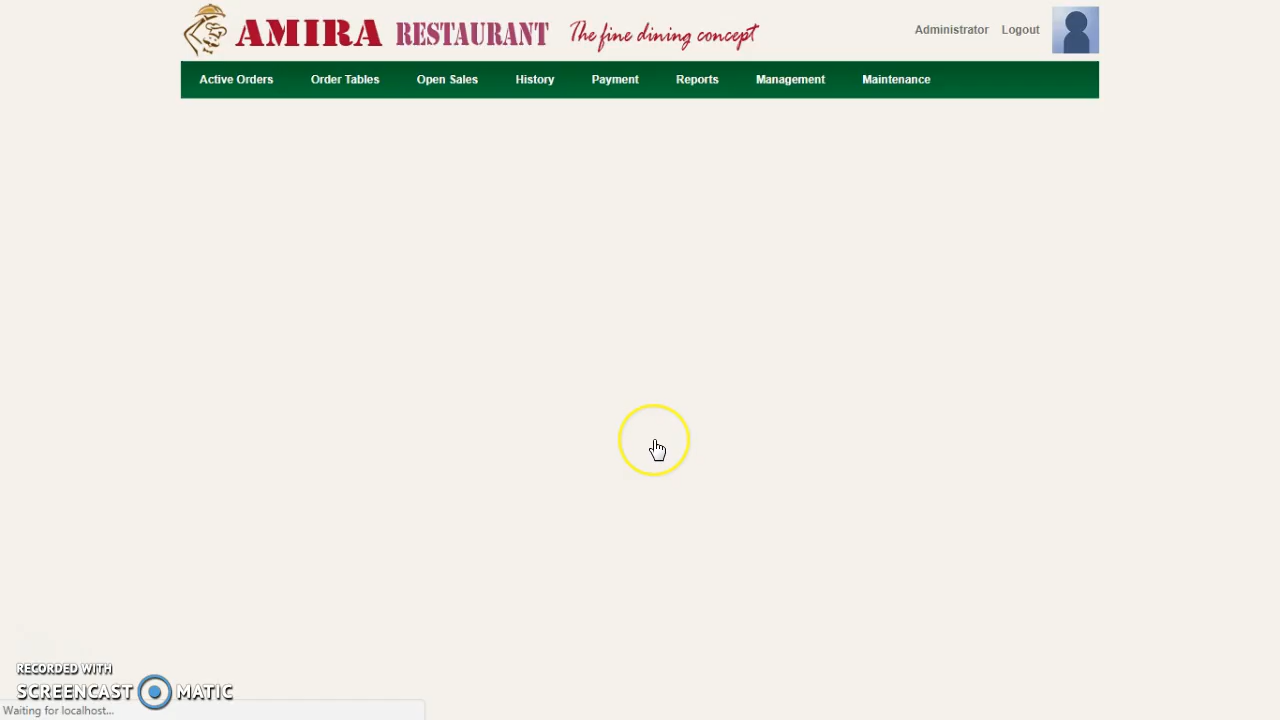 AMIRA RESTAURANT The fine dining concept
Administrator Logout
Active Orders Order Tables Open Sales History Payment Reports Management Maintenance
RECORDED WITH
SCREENCAST MATIC
Waiting for localhost...